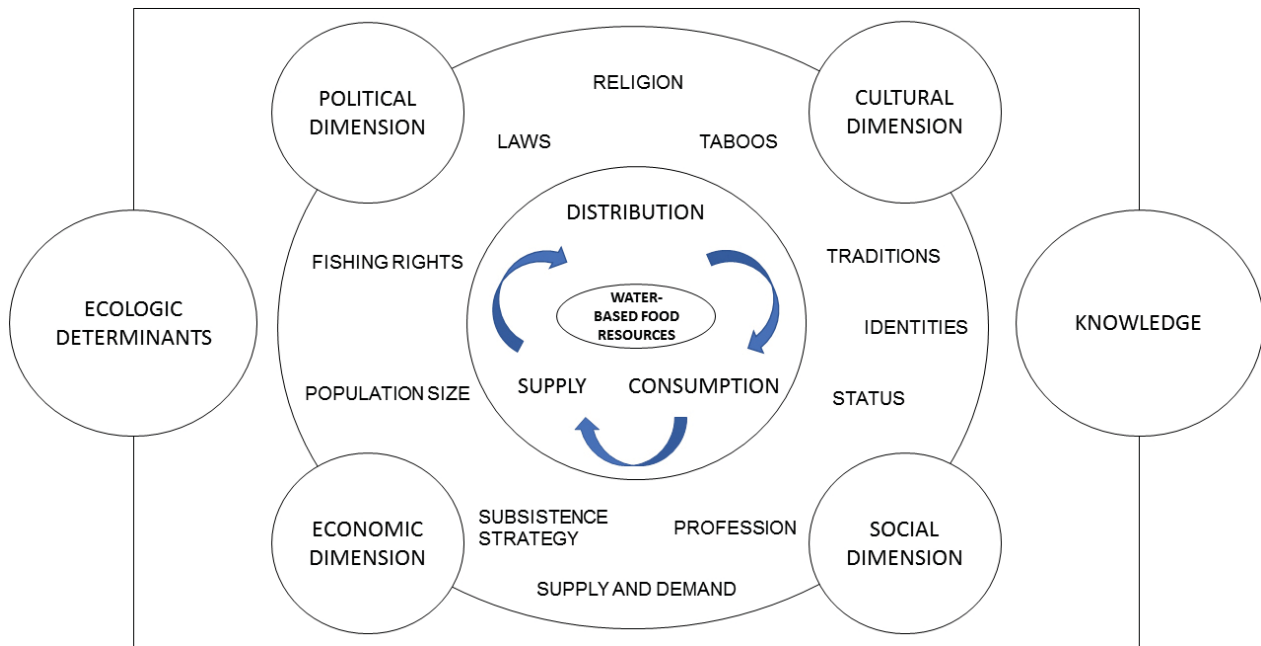 RELIGION
POLITICAL
DIMENSION
CULTURAL
DIMENSION
LAWS
TABOOS
DISTRIBUTION
FISHING RIGHTS
TRADITIONS
ECOLOGIC
DETERMINANTS
WATER-
BASED FOOD
RESOURCES
IDENTITIES
KNOWLEDGE
POPULATION SIZE
SUPPLY
CONSUMPTION
STATUS
ECONOMIC
DIMENSION
SUBSISTENCE
STRATEGY
PROFESSION
SOCIAL
DIMENSION
SUPPLY AND DEMAND